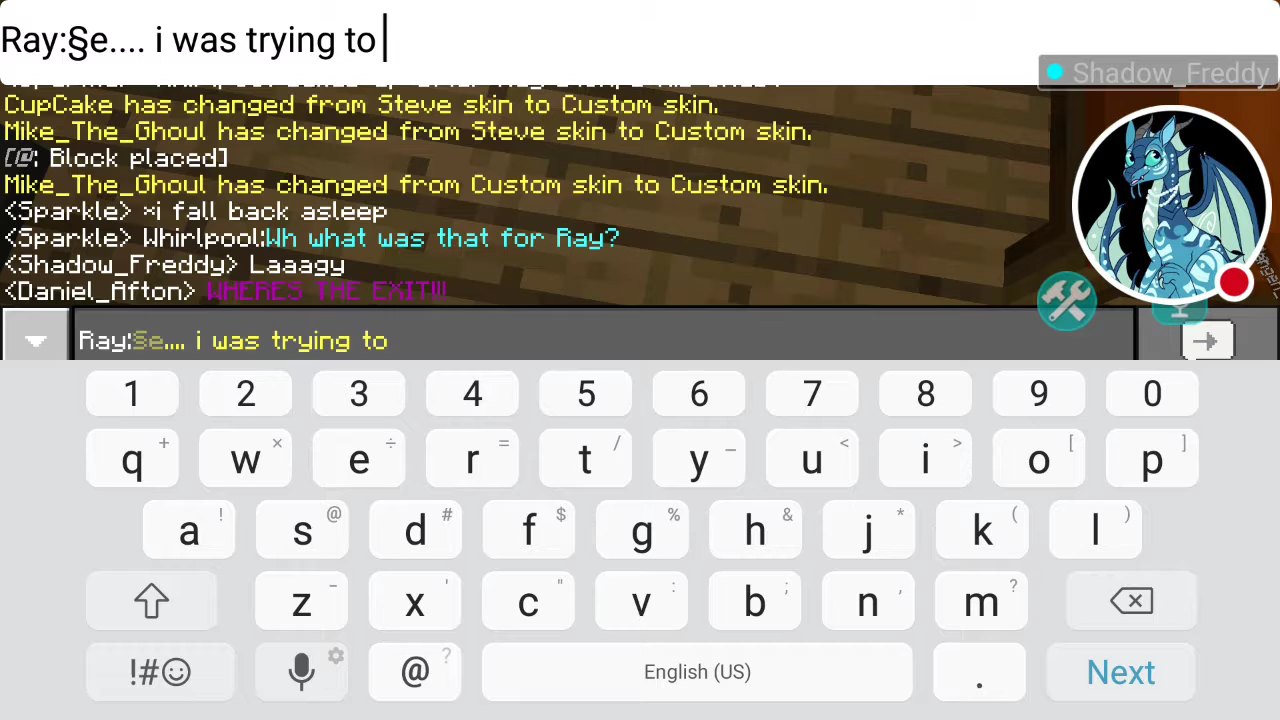 Ray:§e.... i was trying to
Shadow_Freddy
CupCake has changed from Steve skin to Custom skin.
Mike_The_Ghoul has changed from Steve skin to Custom skin.
[@: Block placed]
Mike_The_Ghoul has changed from Custom skin to Custom skin.
<Sparkle> *i fall back asleep
<Sparkle> Whirlpool:Wh what was that for Ray?
<Shadow_Freddy> Laaagy
<Daniel_Afton> WHERES THE EXIT!!!
Ray:§e.... i was trying to
1 2 3 4 5 6 7 8 9 0
q + w × e ÷ r = t / y _ u < i > o [ p ]
a ! s @ d # f $ g % h & j * k ( l )
z - x ' c " v : b ; n , m ?
!#☺ @ ? English (US) . Next